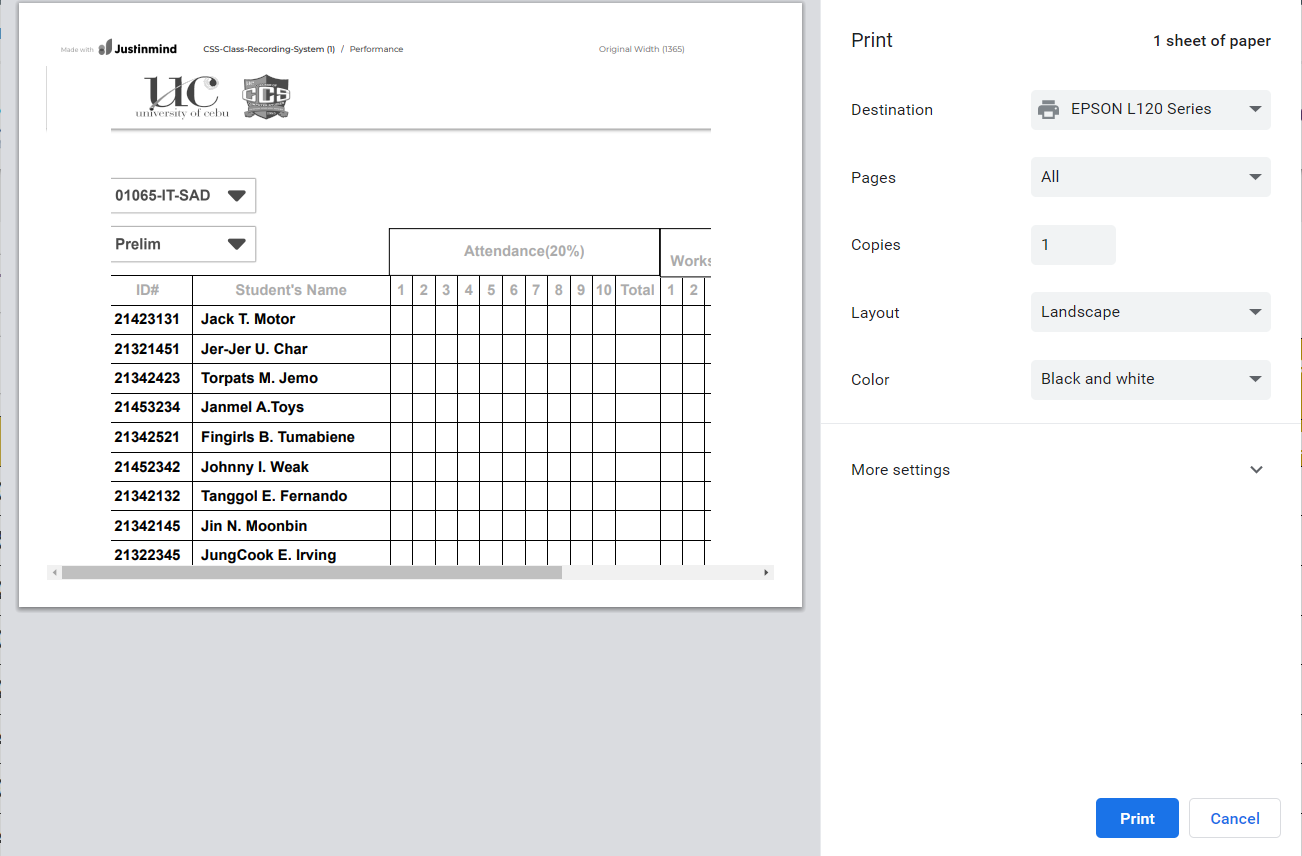 Made with Justinmind CSS-Class-Recording-System (1) / Performance Original Width (1365)
UC CCS
university of cebu
01065-IT-SAD
Prelim
Attendance(20%)
Works
ID# Student's Name 1 2 3 4 5 6 7 8 9 10 Total 1 2
21423131 Jack T. Motor
21321451 Jer-Jer U. Char
21342423 Torpats M. Jemo
21453234 Janmel A.Toys
21342521 Fingirls B. Tumabiene
21452342 Johnny I. Weak
21342132 Tanggol E. Fernando
21342145 Jin N. Moonbin
21322345 JungCook E. Irving
Print 1 sheet of paper
Destination EPSON L120 Series
Pages All
Copies 1
Layout Landscape
Color Black and white
More settings
Print Cancel